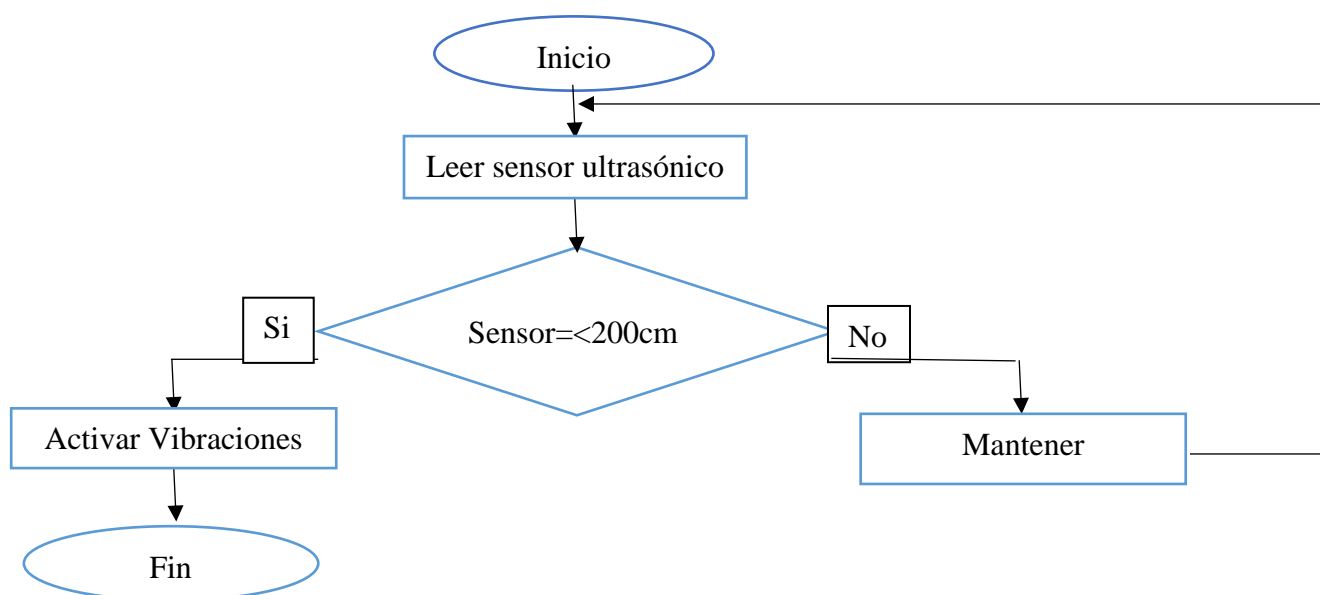 Inicio
Leer sensor ultrasónico
Si
Sensor=<200cm
No
Activar Vibraciones
Mantener
Fin